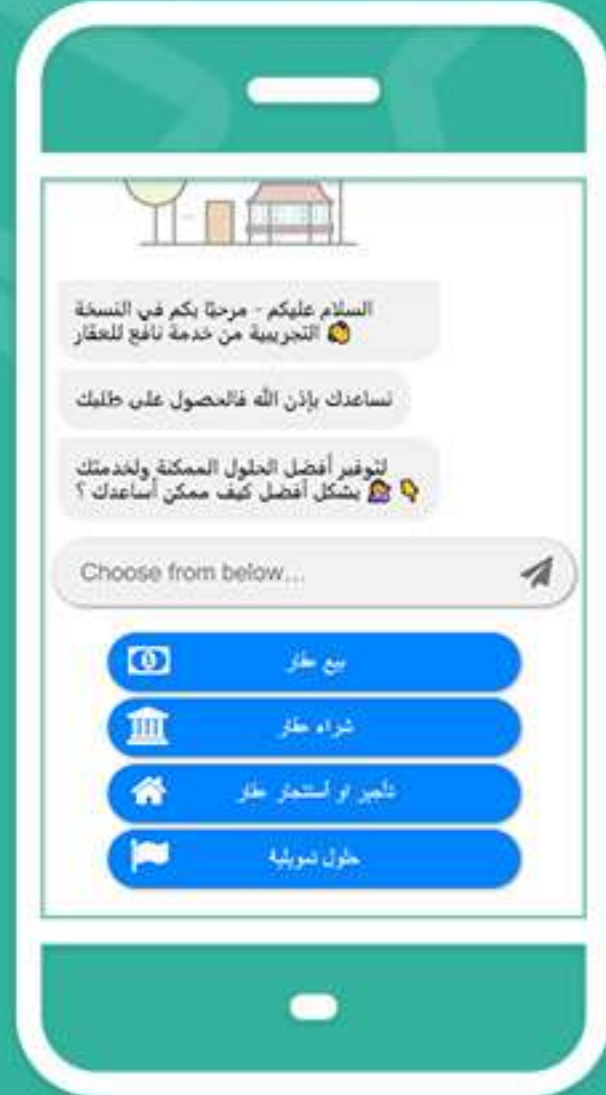 السلام عليكم - مرحبًا بكم في النسخة
التجريبية من خدمة نافع للعقار
نساعدك بإذن الله فالحصول على طلبك
لتوفير أفضل الحلول الممكنة ولخدمتك
بشكل أفضل كيف ممكن أساعدك ؟
Choose from below...
بيع عقار
شراء عقار
تأجير او أستئجار عقار
حلول تمويلية